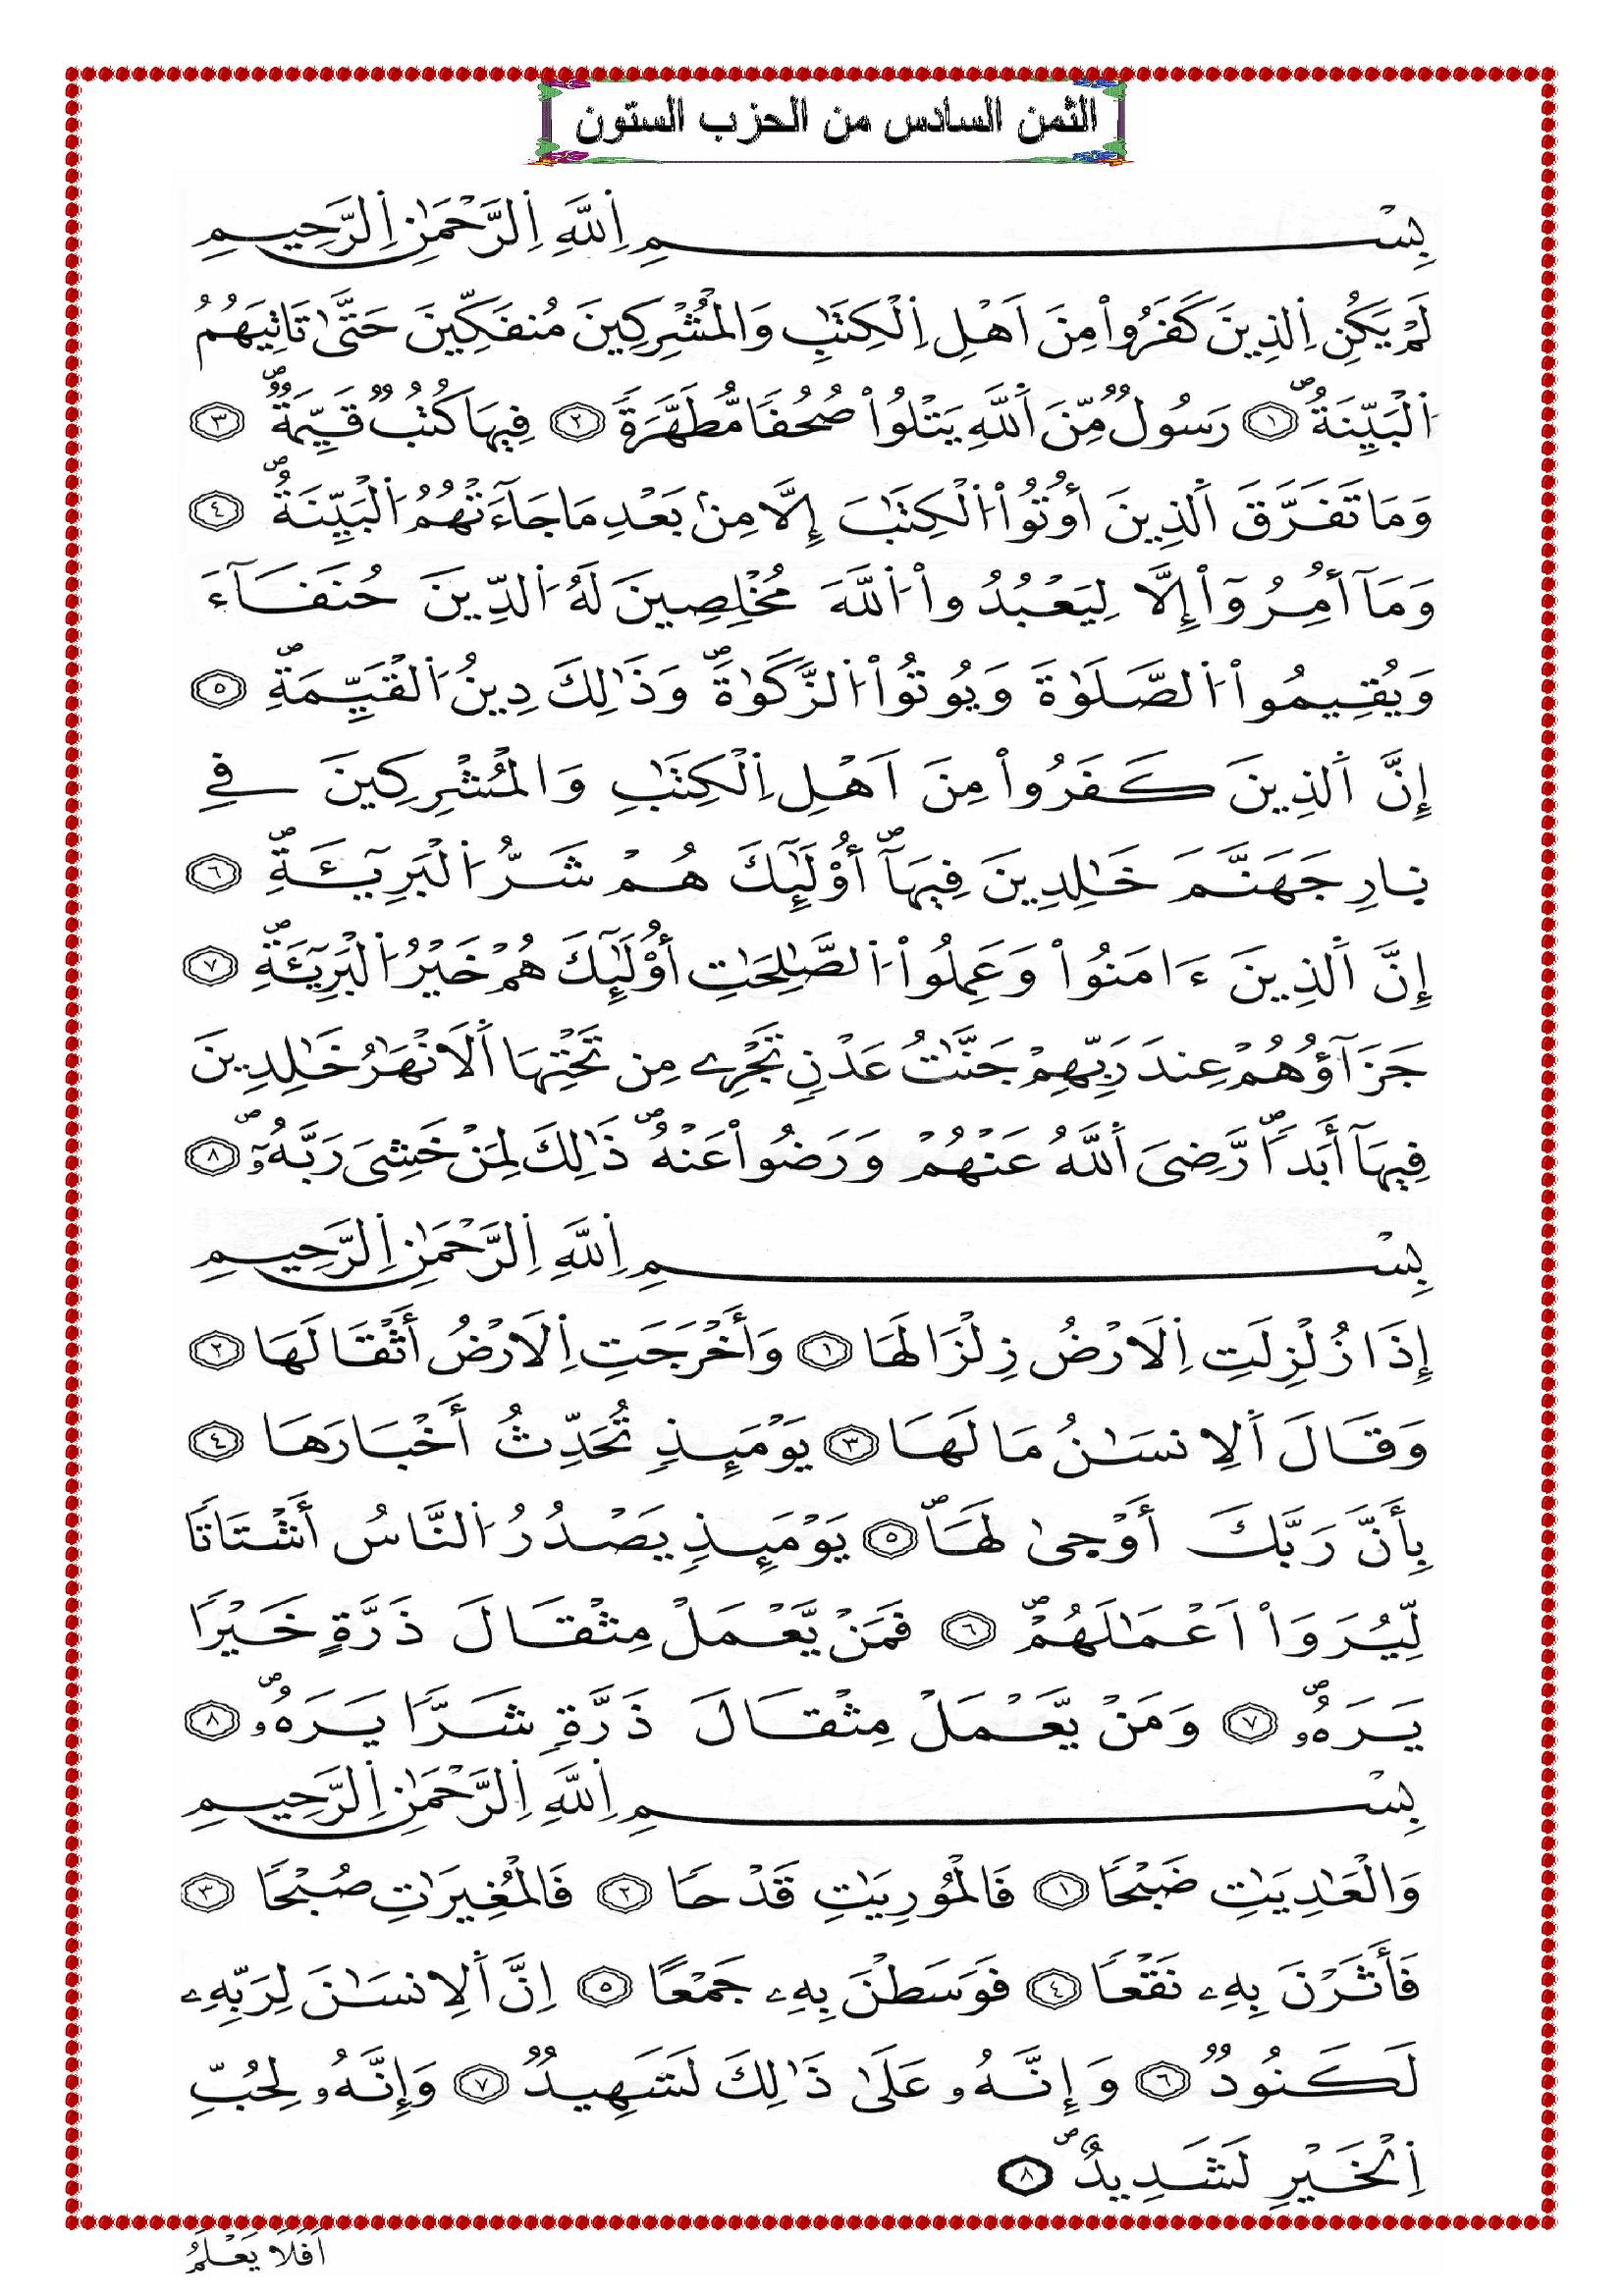 الثمن السادس من الحزب الستون
بِسْمِ اِ۬للَّهِ اِ۬لرَّحْمَٰنِ اِ۬لرَّحِيمِ
لَمْ يَكُنِ اِ۬لذِينَ كَفَرُواْ مِنَ اَهْلِ اِ۬لْكِتَٰبِ وَالْمُشْرِكِينَ مُنفَكِّينَ حَتَّىٰ تَاتِيَهُمُ
اُ۬لْبَيِّنَةُۖ ١ رَسُولٞ مِّنَ اَ۬للَّهِ يَتْلُواْ صُحُفاٗ مُّطَهَّرَةٗ ٢ فِيهَا كُتُبٞ قَيِّمَةٞۖ ٣
وَمَا تَفَرَّقَ اَ۬لذِينَ أُوتُواْ اُ۬لْكِتَٰبَ إِلَّا مِنۢ بَعْدِ مَا جَآءَتْهُمُ اُ۬لْبَيِّنَةُۖ ٤
وَمَآ أُمِرُوٓاْ إِلَّا لِيَعْبُدُواْ اُ۬للَّهَ مُخْلِصِينَ لَهُ اُ۬لدِّينَ حُنَفَآءَ
وَيُقِيمُواْ اُ۬لصَّلَوٰةَ وَيُوتُواْ اُ۬لزَّكَوٰةَۖ وَذَٰلِكَ دِينُ اُ۬لْقَيِّمَةِۖ ٥
إِنَّ اَ۬لذِينَ كَفَرُواْ مِنَ اَهْلِ اِ۬لْكِتَٰبِ وَالْمُشْرِكِينَ فِے
نارِ جَهَنَّمَ خَٰلِدِينَ فِيهَآۖ أُوْلَٰٓئِكَ هُمْ شَرُّ اُ۬لْبَرِيٓـَٔةِۖ ٦
إِنَّ اَ۬لذِينَ ءَامَنُواْ وَعَمِلُواْ اُ۬لصَّٰلِحَٰتِ أُوْلَٰٓئِكَ هُمْ خَيْرُ اُ۬لْبَرِيٓـَٔةِۖ ٧
جَزَآؤُهُمْ عِندَ رَبِّهِمْ جَنَّٰتُ عَدْنٖ تَجْرِے مِن تَحْتِهَا اَ۬لَانْهَٰرُ خَٰلِدِينَ
فِيهَآ أَبَداٗۖ رَّضِيَ اَ۬للَّهُ عَنْهُمْ وَرَضُواْ عَنْهُۖ ذَٰلِكَ لِمَنْ خَشِيَ رَبَّهُۥٓۖ ٨
بِسْمِ اِ۬للَّهِ اِ۬لرَّحْمَٰنِ اِ۬لرَّحِيمِ
إِذَا زُلْزِلَتِ اِ۬لَارْضُ زِلْزَالَهَا ١ وَأَخْرَجَتِ اِ۬لَارْضُ أَثْقَالَهَا ٢
وَقَالَ اَ۬لِانسَٰنُ مَا لَهَا ٣ يَوْمَئِذٖ تُحَدِّثُ أَخْبَارَهَا ٤
بِأَنَّ رَبَّكَ أَوْحىٰ لَهَاۖ ٥ يَوْمَئِذٖ يَصْدُرُ اُ۬لنَّاسُ أَشْتَاتاٗ
لِّيُرَوَاْ اَعْمَٰلَهُمْۖ ٦ فَمَنْ يَّعْمَلْ مِثْقَالَ ذَرَّةٍ خَيْراٗ
يَرَهُۥۖ ٧ وَمَنْ يَّعْمَلْ مِثْقَالَ ذَرَّةٖ شَرّاٗ يَرَهُۥۖ ٨
بِسْمِ اِ۬للَّهِ اِ۬لرَّحْمَٰنِ اِ۬لرَّحِيمِ
وَالْعَٰدِيَٰتِ ضَبْحاٗ ١ فَالْمُورِيَٰتِ قَدْحاٗ ٢ فَالْمُغِيرَٰتِ صُبْحاٗ ٣
فَأَثَرْنَ بِهِۦ نَقْعاٗ ٤ فَوَسَطْنَ بِهِۦ جَمْعاً ٥ اِنَّ اَ۬لِانسَٰنَ لِرَبِّهِۦ
لَكَنُودٞ ٦ وَإِنَّهُۥ عَلَىٰ ذَٰلِكَ لَشَهِيدٞ ٧ وَإِنَّهُۥ لِحُبِّ
اِ۬لْخَيْرِ لَشَدِيدٌۖ ٨
اَفَلَا يَعْلَمُ